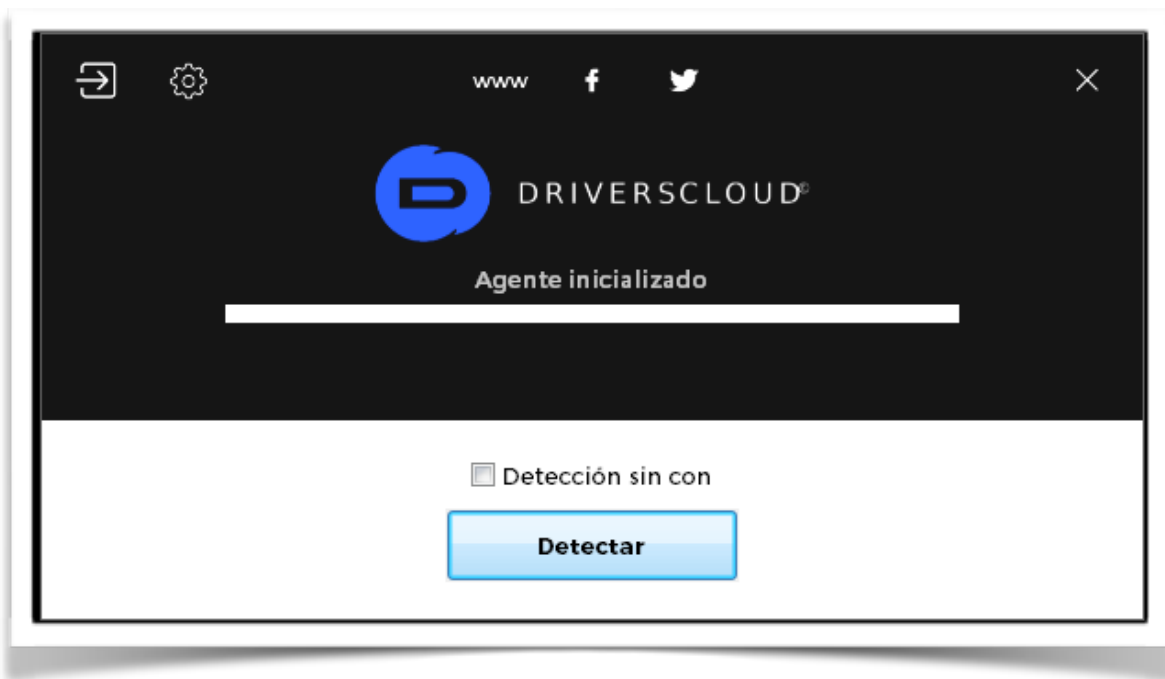 www
DRIVERSCLOUD©
Agente inicializado
Detección sin con
Detectar